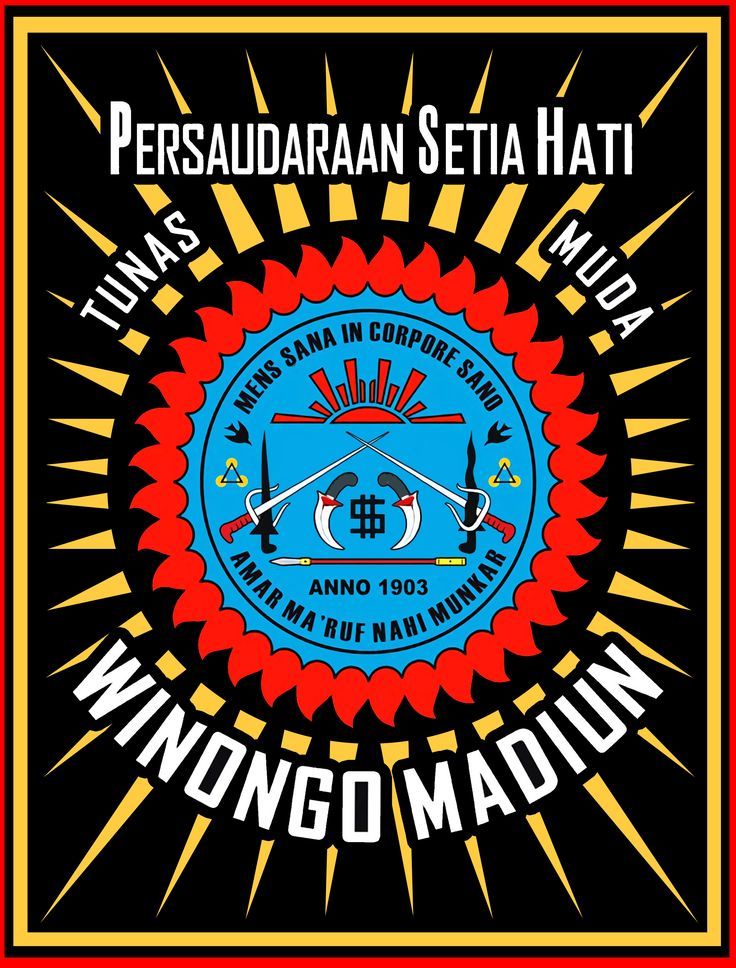 PERSAUDARAAN SETIA HATI
TUNAS MUDA
MENS SANA IN CORPORE SANO
ANNO 1903
AMAR MA'RUF NAHI MUNKAR
WINONGO MADIUN